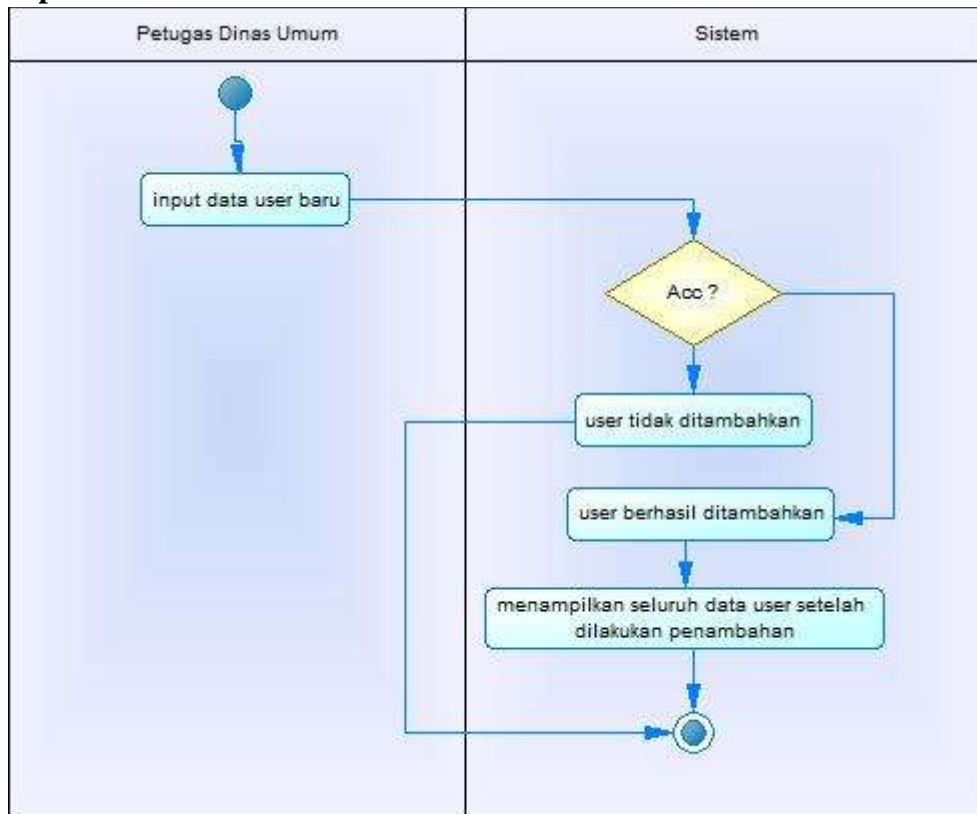 Petugas Dinas Umum
Sistem
input data user baru
Acc ?
user tidak ditambahkan
user berhasil ditambahkan
menampilkan seluruh data user setelah
dilakukan penambahan